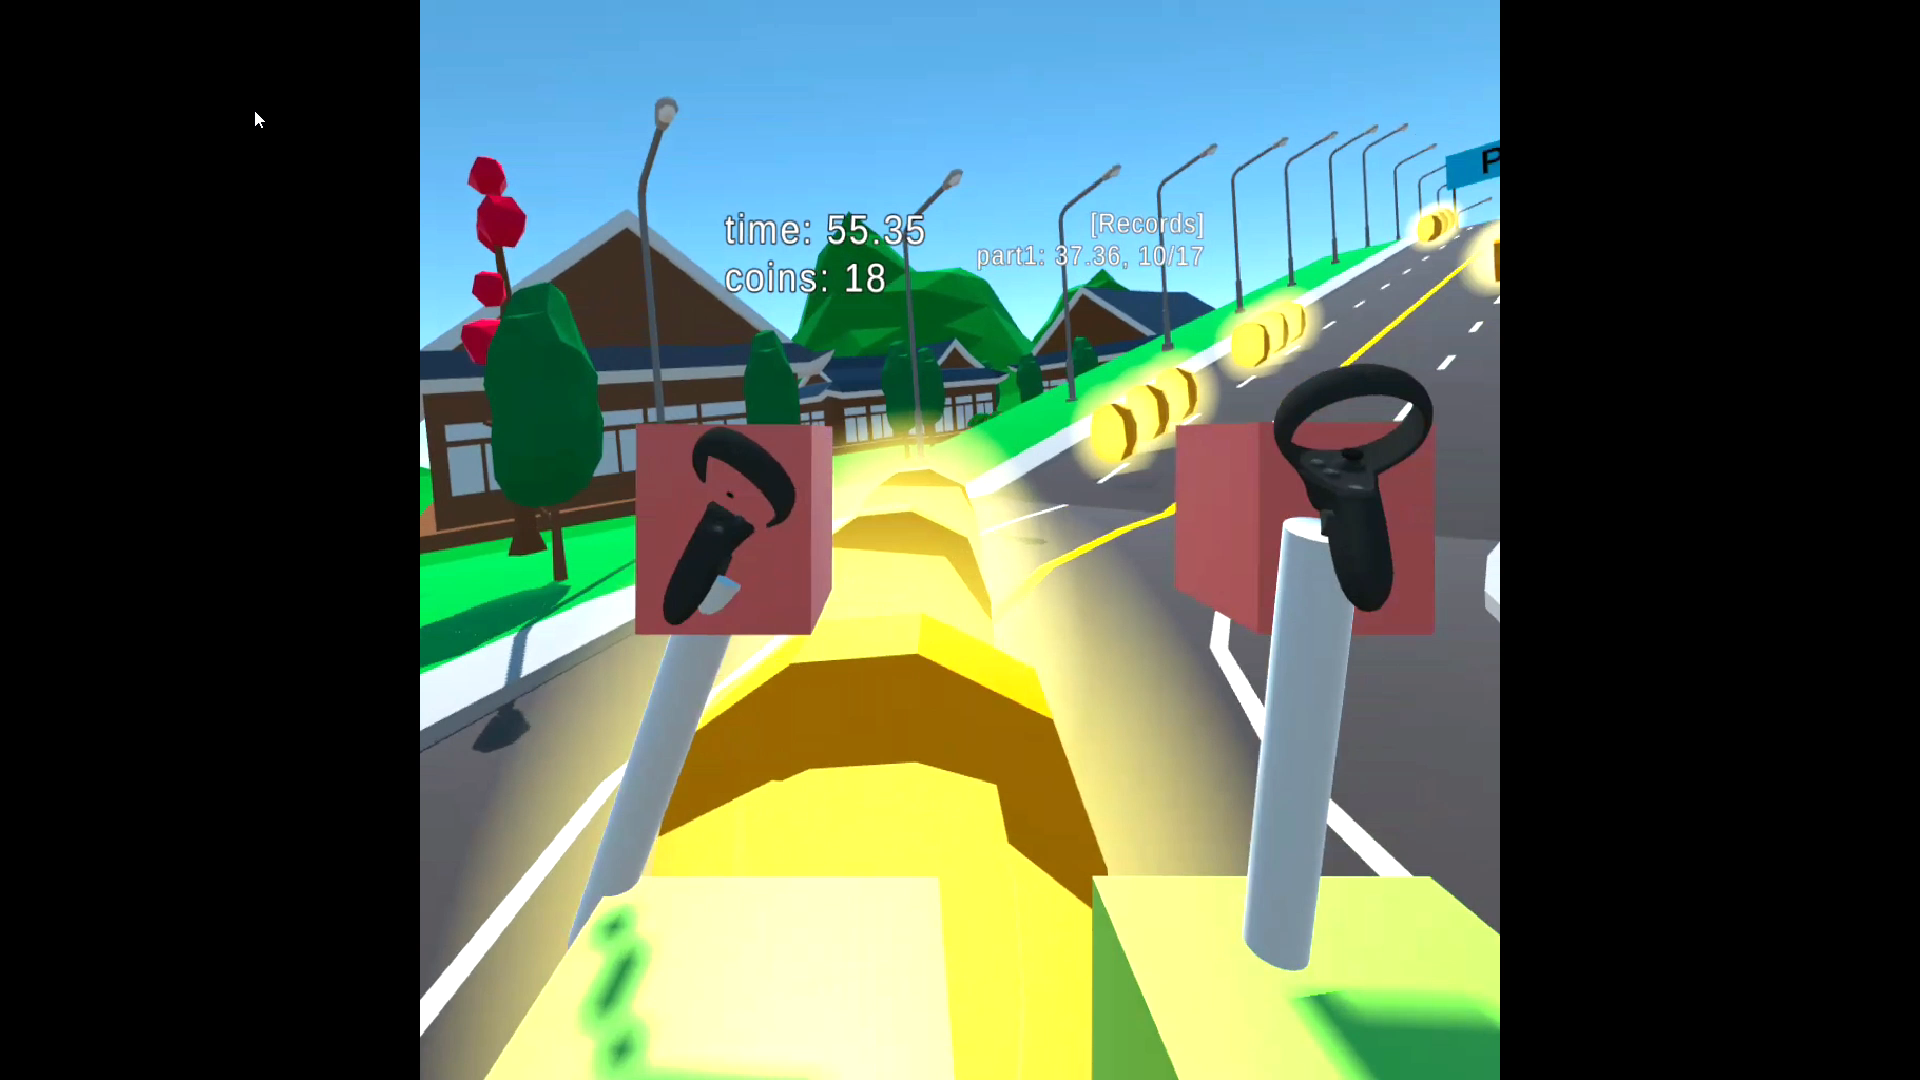 time: 55.35
coins: 18
[Records]
part1: 37.36, 10/17
P